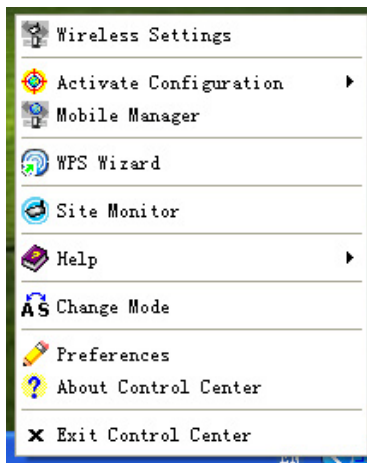 Wireless Settings
Activate Configuration
Mobile Manager
WPS Wizard
Site Monitor
Help
AS Change Mode
Preferences
About Control Center
Exit Control Center